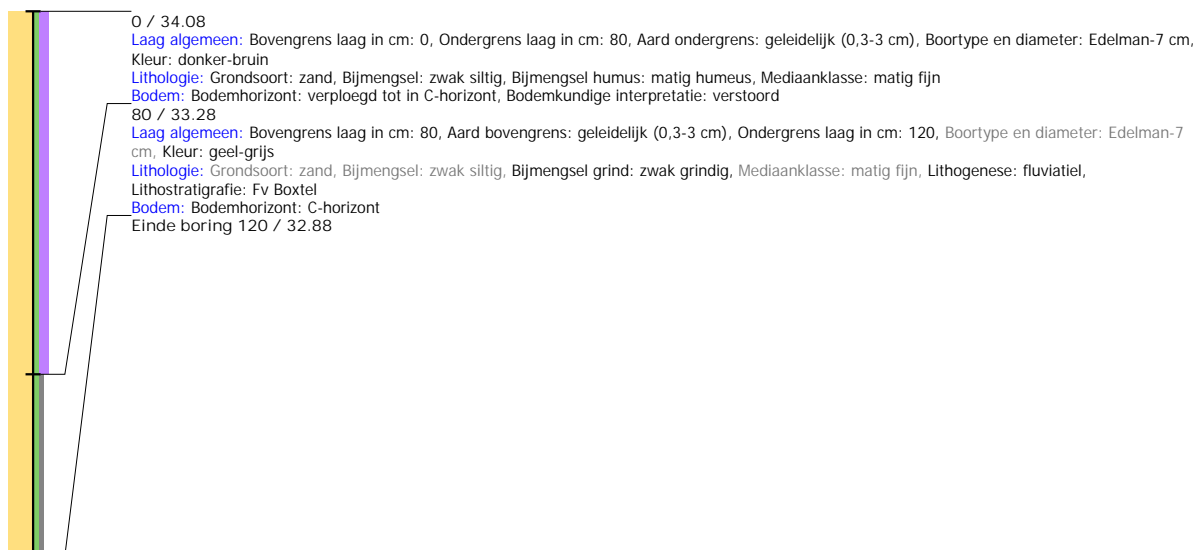 0 / 34.08
Laag algemeen: Bovengrens laag in cm: 0, Ondergrens laag in cm: 80, Aard ondergrens: geleidelijk (0,3-3 cm), Boortype en diameter: Edelman-7 cm,
Kleur: donker-bruin
Lithologie: Grondsoort: zand, Bijmengsel: zwak siltig, Bijmengsel humus: matig humeus, Mediaanklasse: matig fijn
Bodem: Bodemhorizont: verploegd tot in C-horizont, Bodemkundige interpretatie: verstoord
80 / 33.28
Laag algemeen: Bovengrens laag in cm: 80, Aard bovengrens: geleidelijk (0,3-3 cm), Ondergrens laag in cm: 120, Boortype en diameter: Edelman-7
cm, Kleur: geel-grijs
Lithologie: Grondsoort: zand, Bijmengsel: zwak siltig, Bijmengsel grind: zwak grindig, Mediaanklasse: matig fijn, Lithogenese: fluviatiel,
Lithostratigrafie: Fv Boxtel
Bodem: Bodemhorizont: C-horizont
Einde boring 120 / 32.88